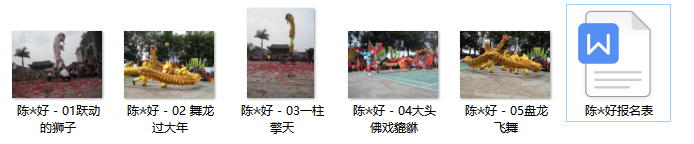 陈*好 - 01跃动
的狮子
陈*好 - 02 舞龙
过大年
陈*好 - 03一柱
擎天
陈*好 - 04大头
佛戏貔貅
陈*好 - 05盘龙
飞舞
W
陈*好报名表